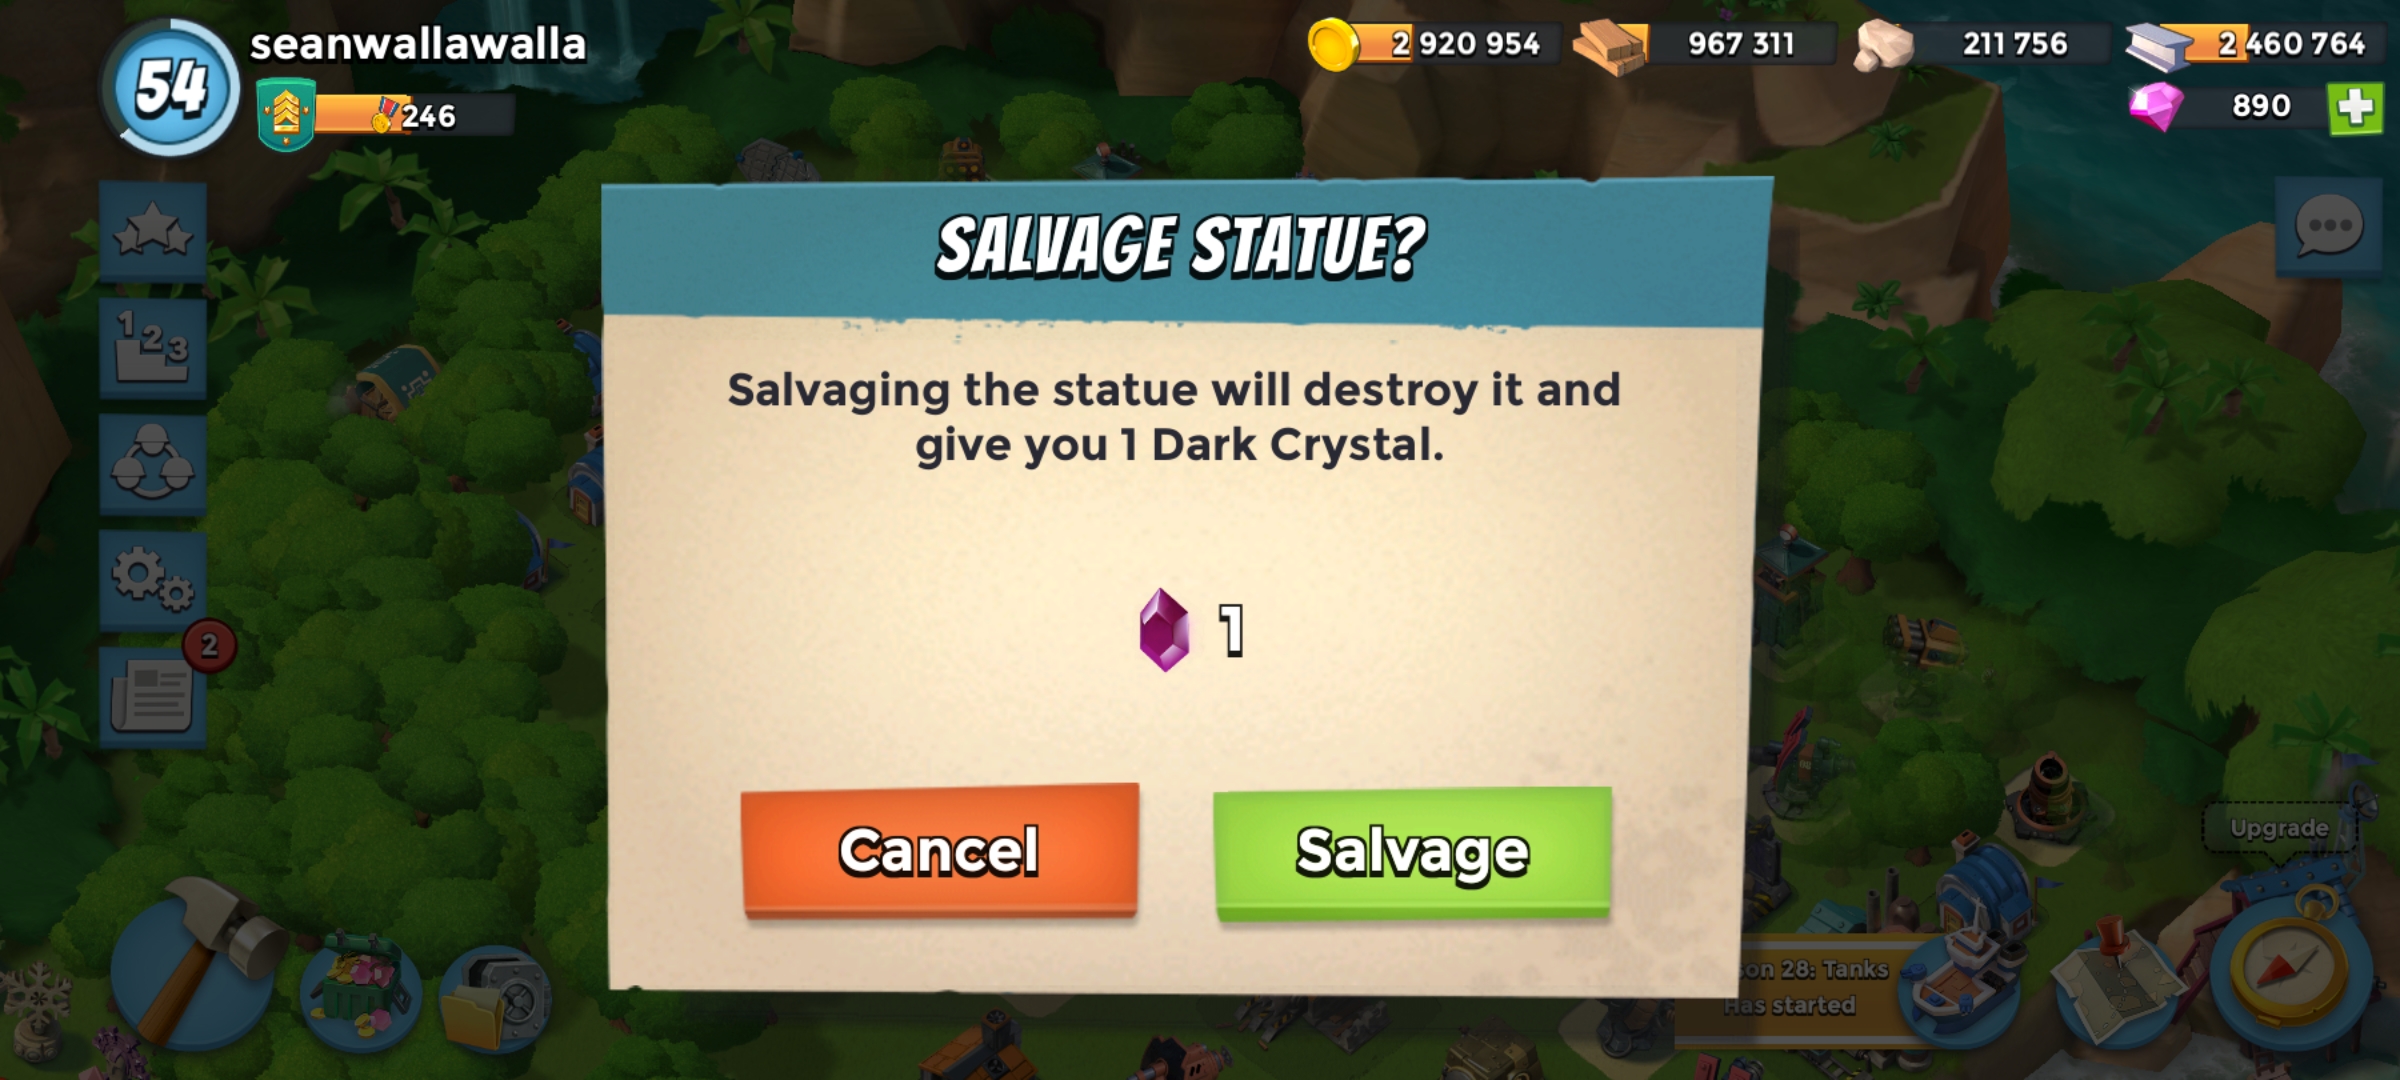 54
seanwallawalla
246
2 920 954
967 311
211 756
2 460 764
890
1 2 3
2
SALVAGE STATUE?
Salvaging the statue will destroy it and
give you 1 Dark Crystal.
1
Cancel
Salvage
Upgrade
on 28: Tanks
Has started